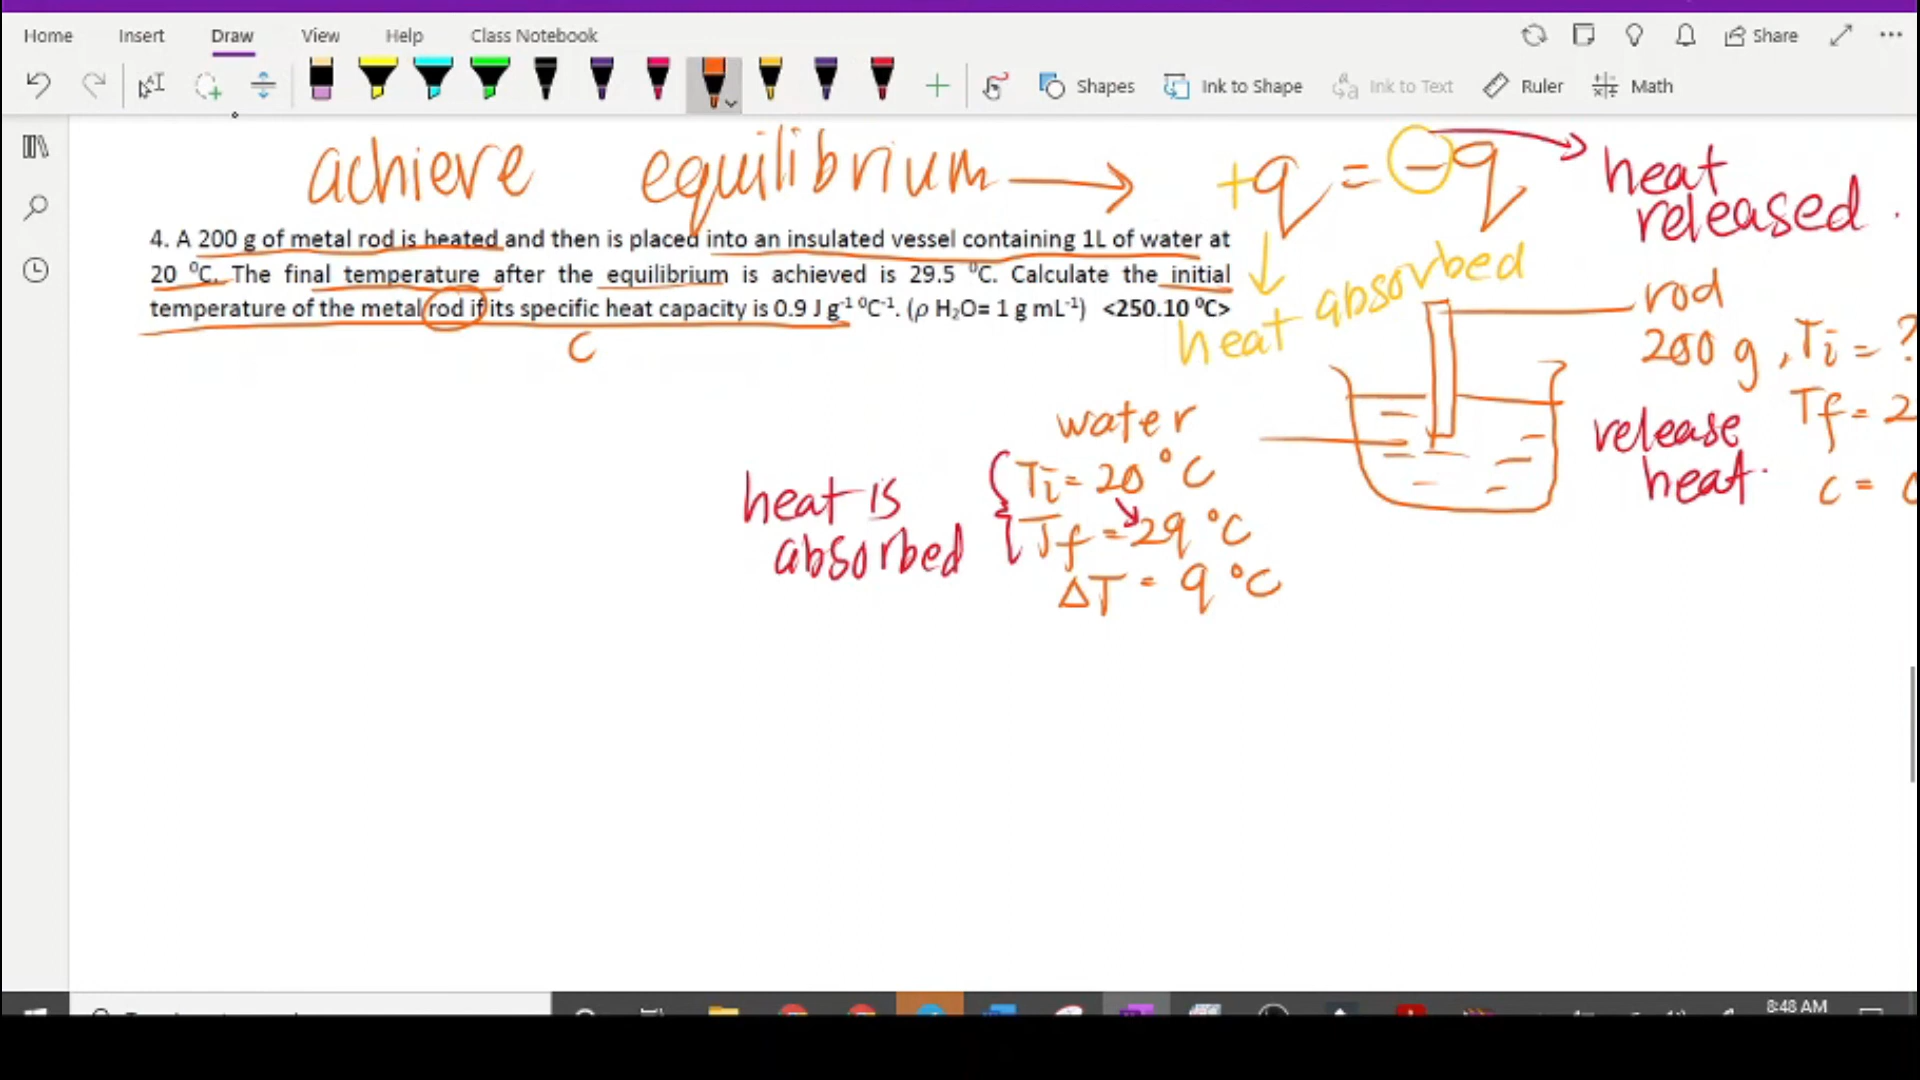 Home Insert Draw View Help Class Notebook Share
Shapes Ink to Shape Ink to Text Ruler Math
achieve equilibrium → +q = -q → heat
released.
4. A 200 g of metal rod is heated and then is placed into an insulated vessel containing 1L of water at
20 ⁰C. The final temperature after the equilibrium is achieved is 29.5 ⁰C. Calculate the initial
temperature of the metal rod if its specific heat capacity is 0.9 J g⁻¹ ⁰C⁻¹. (ρ H₂O= 1 g mL⁻¹) <250.10 ⁰C>
c
heat absorbed
rod
200 g, Ti = ?
Tf = 2
release
heat.
c =
water
Ti = 20 °C
Tf = 29 °C
ΔT = 9 °C
heat is
absorbed
8:48 AM